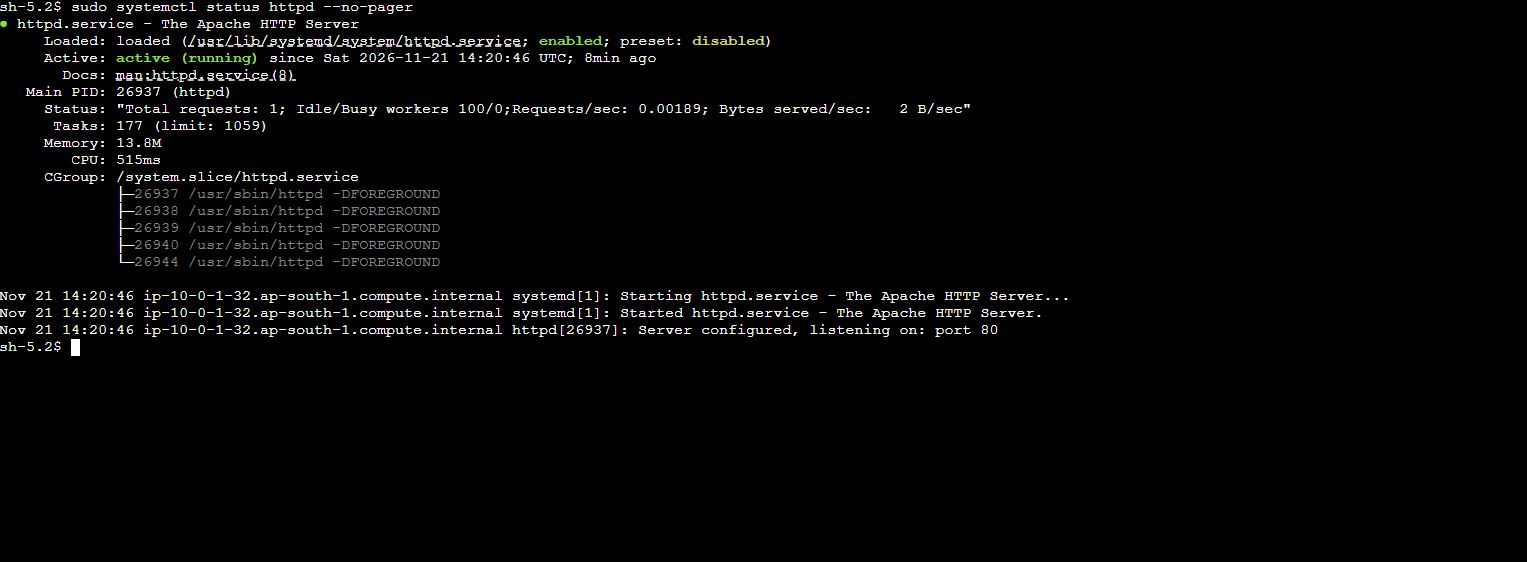 sh-5.2$ sudo systemctl status httpd --no-pager
● httpd.service - The Apache HTTP Server
     Loaded: loaded (/usr/lib/systemd/system/httpd.service; enabled; preset: disabled)
     Active: active (running) since Sat 2026-11-21 14:20:46 UTC; 8min ago
       Docs: man:httpd.service(8)
   Main PID: 26937 (httpd)
     Status: "Total requests: 1; Idle/Busy workers 100/0;Requests/sec: 0.00189; Bytes served/sec:   2 B/sec"
      Tasks: 177 (limit: 1059)
     Memory: 13.8M
        CPU: 515ms
     CGroup: /system.slice/httpd.service
             ├─26937 /usr/sbin/httpd -DFOREGROUND
             ├─26938 /usr/sbin/httpd -DFOREGROUND
             ├─26939 /usr/sbin/httpd -DFOREGROUND
             ├─26940 /usr/sbin/httpd -DFOREGROUND
             └─26944 /usr/sbin/httpd -DFOREGROUND

Nov 21 14:20:46 ip-10-0-1-32.ap-south-1.compute.internal systemd[1]: Starting httpd.service - The Apache HTTP Server...
Nov 21 14:20:46 ip-10-0-1-32.ap-south-1.compute.internal systemd[1]: Started httpd.service - The Apache HTTP Server.
Nov 21 14:20:46 ip-10-0-1-32.ap-south-1.compute.internal httpd[26937]: Server configured, listening on: port 80
sh-5.2$